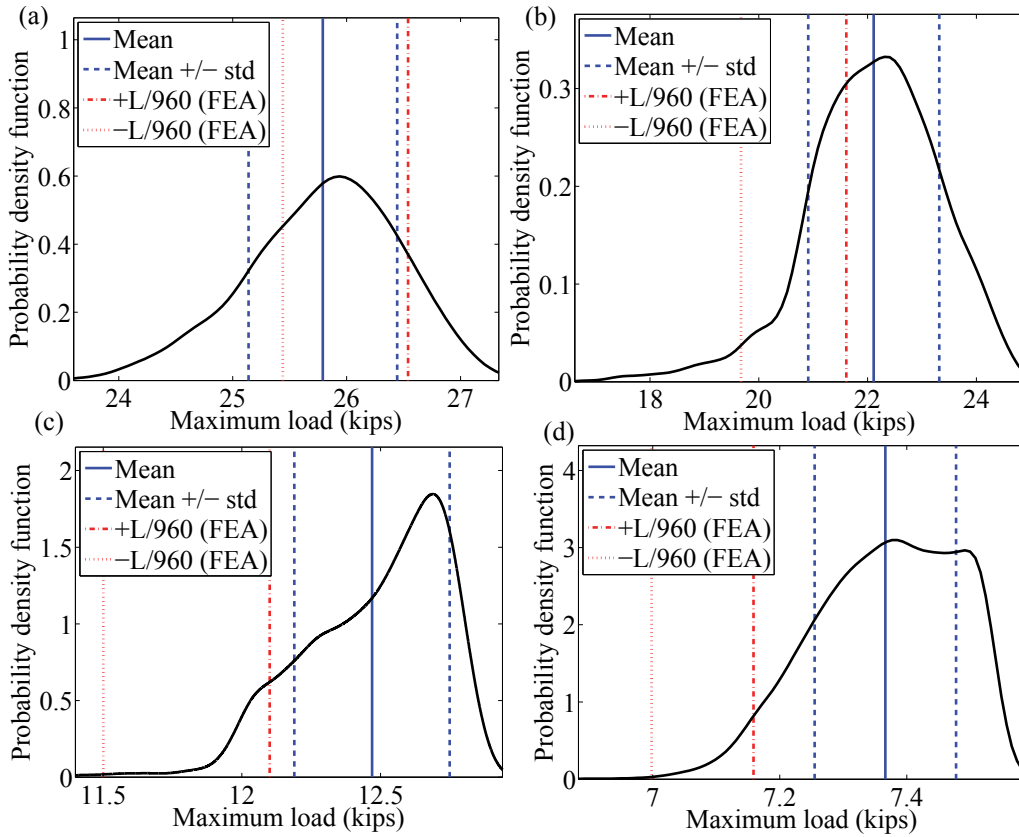 (a)
Probability density function
1
0.8
0.6
0.4
0.2
0
Mean
Mean +/− std
+L/960 (FEA)
−L/960 (FEA)
24 25 26 27
Maximum load (kips)
(b)
Probability density function
0.3
0.2
0.1
0
Mean
Mean +/− std
+L/960 (FEA)
−L/960 (FEA)
18 20 22 24
Maximum load (kips)
(c)
Probability density function
2
1.5
1
0.5
0
Mean
Mean +/− std
+L/960 (FEA)
−L/960 (FEA)
11.5 12 12.5
Maximum load (kips)
(d)
Probability density function
4
3
2
1
0
Mean
Mean +/− std
+L/960 (FEA)
−L/960 (FEA)
7 7.2 7.4
Maximum load (kips)